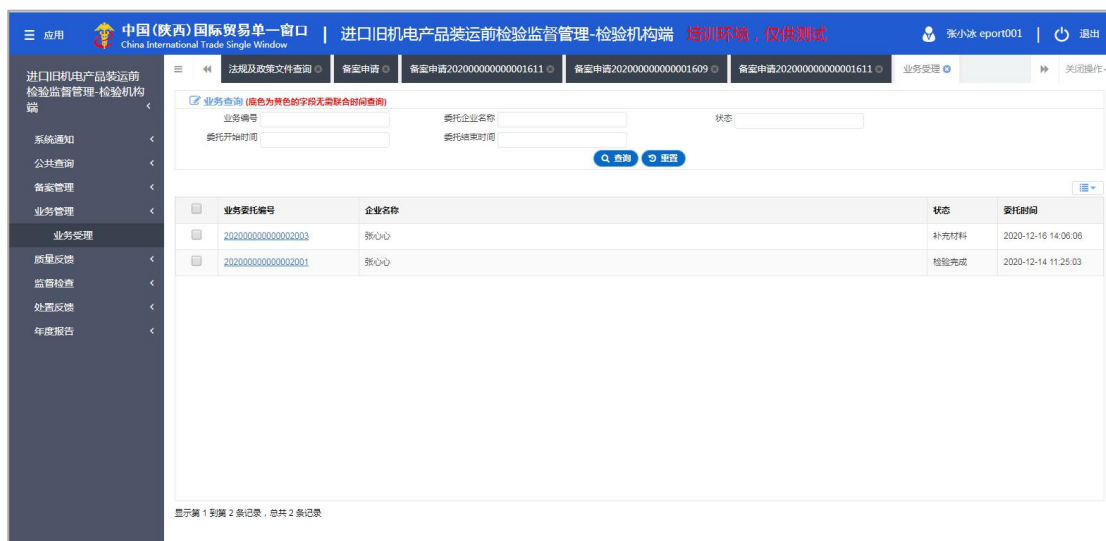 应用
中国(陕西)国际贸易单一窗口
China International Trade Single Window
进口旧机电产品装运前检验监督管理-检验机构端
培训环境，仅供测试
张小冰 eport001
退出
进口旧机电产品装运前
检验监督管理-检验机构
端
法规及政策文件查询
备案申请
备案申请202000000000001611
备案申请202000000000001609
备案申请202000000000001611
业务受理
关闭操作
系统通知
公共查询
备案管理
业务管理
业务受理
质量反馈
监督检查
处置反馈
年度报告
业务查询 (底色为黄色的字段无需联合时间查询)
业务编号
委托企业名称
状态
委托开始时间
委托结束时间
查询
重置
业务委托编号 企业名称 状态 委托时间
202000000000002003 张心心 补充材料 2020-12-16 14:06:06
202000000000002001 张心心 检验完成 2020-12-14 11:25:03
显示第 1 到第 2 条记录，总共 2 条记录